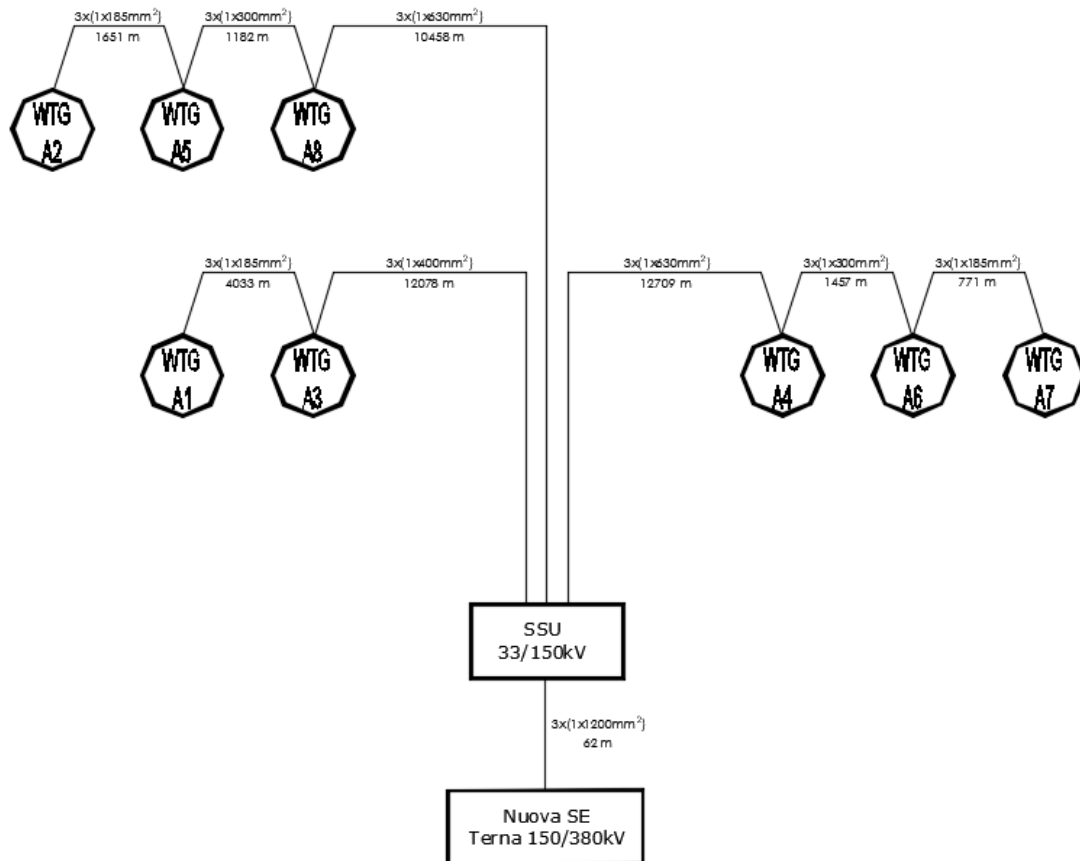 3x(1x185mm²)
1651 m
3x(1x300mm²)
1182 m
3x(1x630mm²)
10458 m
WTG
A2
WTG
A5
WTG
A8
3x(1x185mm²)
4033 m
3x(1x400mm²)
12078 m
3x(1x630mm²)
12709 m
3x(1x300mm²)
1457 m
3x(1x185mm²)
771 m
WTG
A1
WTG
A3
WTG
A4
WTG
A6
WTG
A7
SSU
33/150kV
3x(1x1200mm²)
62 m
Nuova SE
Terna 150/380kV